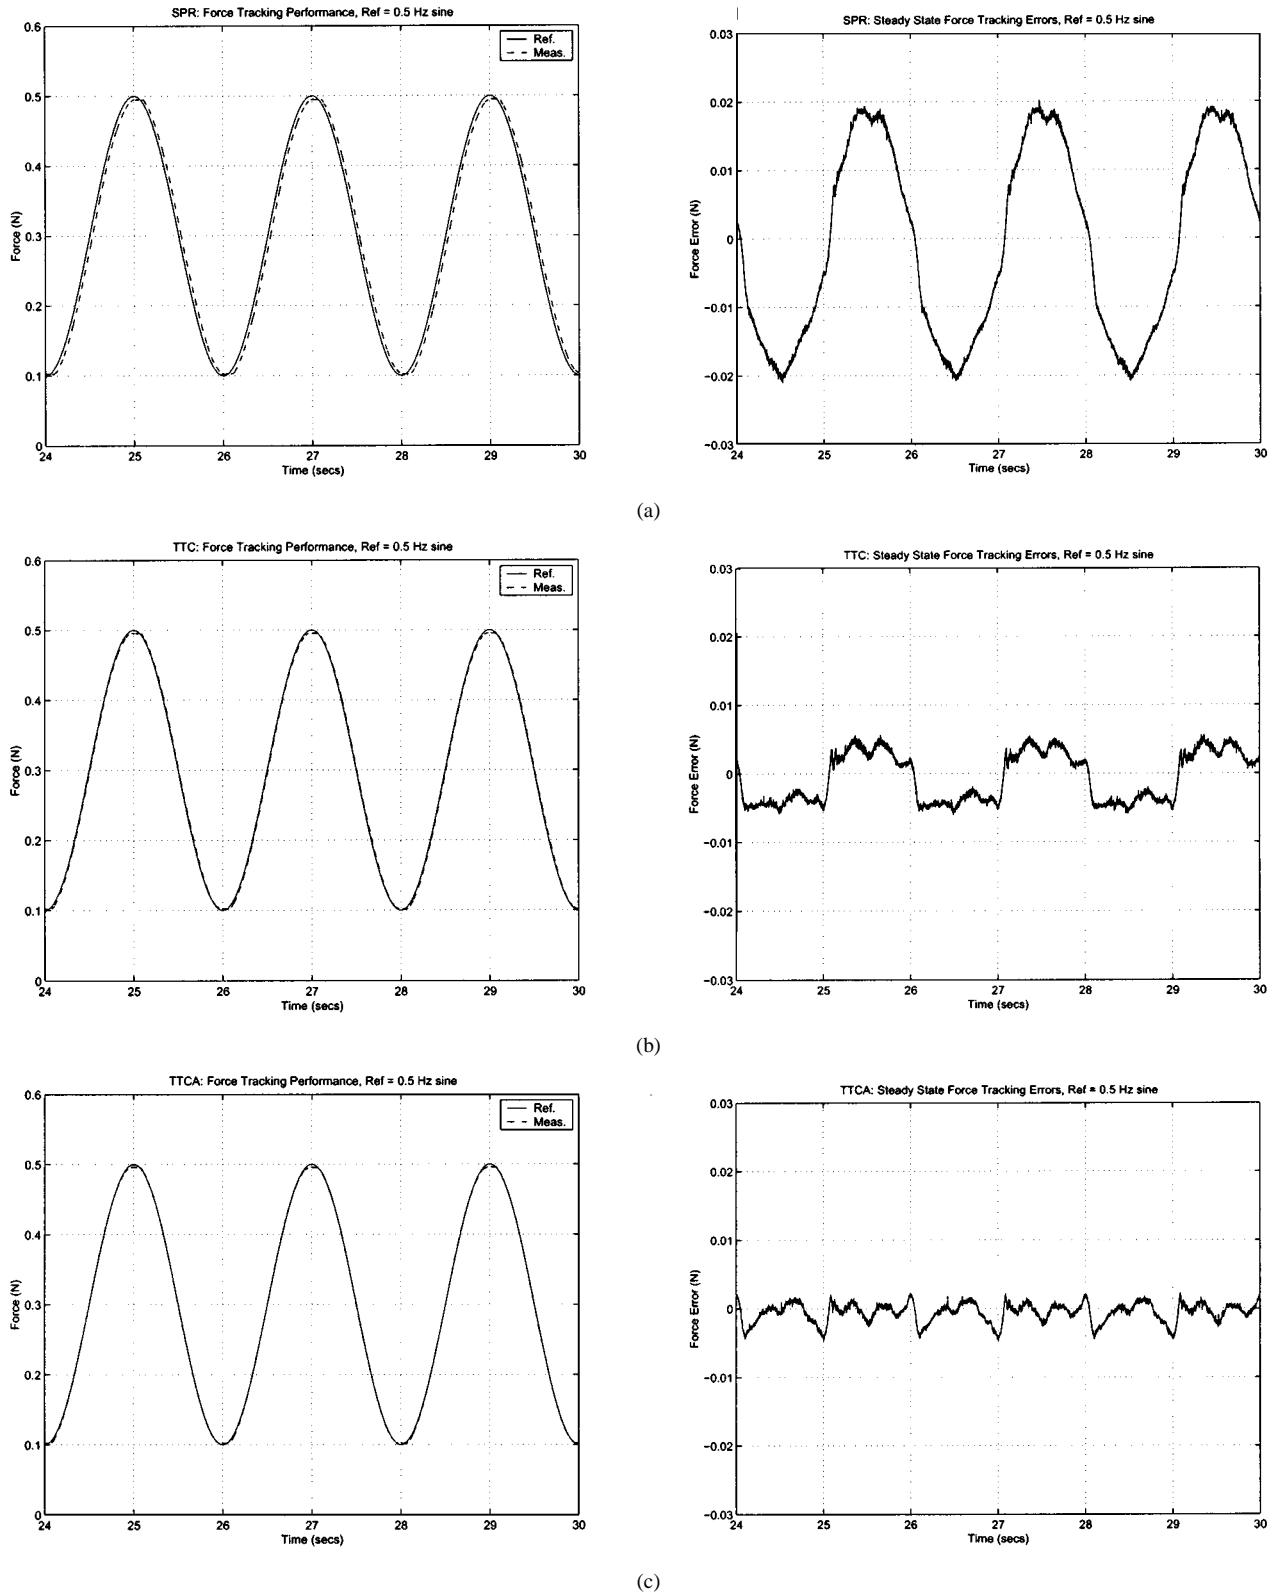 SPR: Force Tracking Performance, Ref = 0.5 Hz sine
0.6
0.5
0.4
0.3
0.2
0.1
0
Force (N)
Ref.
Meas.
24 25 26 27 28 29 30
Time (secs)
SPR: Steady State Force Tracking Errors, Ref = 0.5 Hz sine
0.03
0.02
0.01
0
−0.01
−0.02
−0.03
Force Error (N)
24 25 26 27 28 29 30
Time (secs)
(a)
TTC: Force Tracking Performance, Ref = 0.5 Hz sine
0.6
0.5
0.4
0.3
0.2
0.1
0
Force (N)
Ref.
Meas.
24 25 26 27 28 29 30
Time (secs)
TTC: Steady State Force Tracking Errors, Ref = 0.5 Hz sine
0.03
0.02
0.01
0
−0.01
−0.02
−0.03
Force Error (N)
24 25 26 27 28 29 30
Time (secs)
(b)
TTCA: Force Tracking Performance, Ref = 0.5 Hz sine
0.6
0.5
0.4
0.3
0.2
0.1
0
Force (N)
Ref.
Meas.
24 25 26 27 28 29 30
Time (secs)
TTCA: Steady State Force Tracking Errors, Ref = 0.5 Hz sine
0.03
0.02
0.01
0
−0.01
−0.02
−0.03
Force Error (N)
24 25 26 27 28 29 30
Time (secs)
(c)